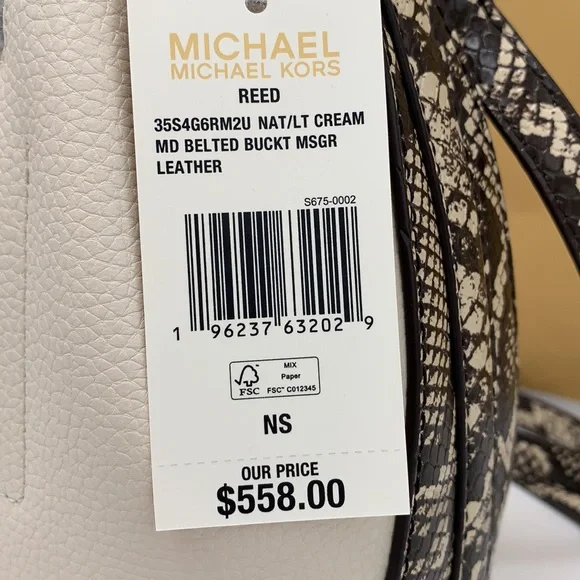 MICHAEL
MICHAEL KORS
REED
35S4G6RM2U NAT/LT CREAM
MD BELTED BUCKT MSGR
LEATHER
S675-0002
1 96237 63202 9
FSC
MIX
Paper
FSC™ C012345
NS
OUR PRICE
$558.00